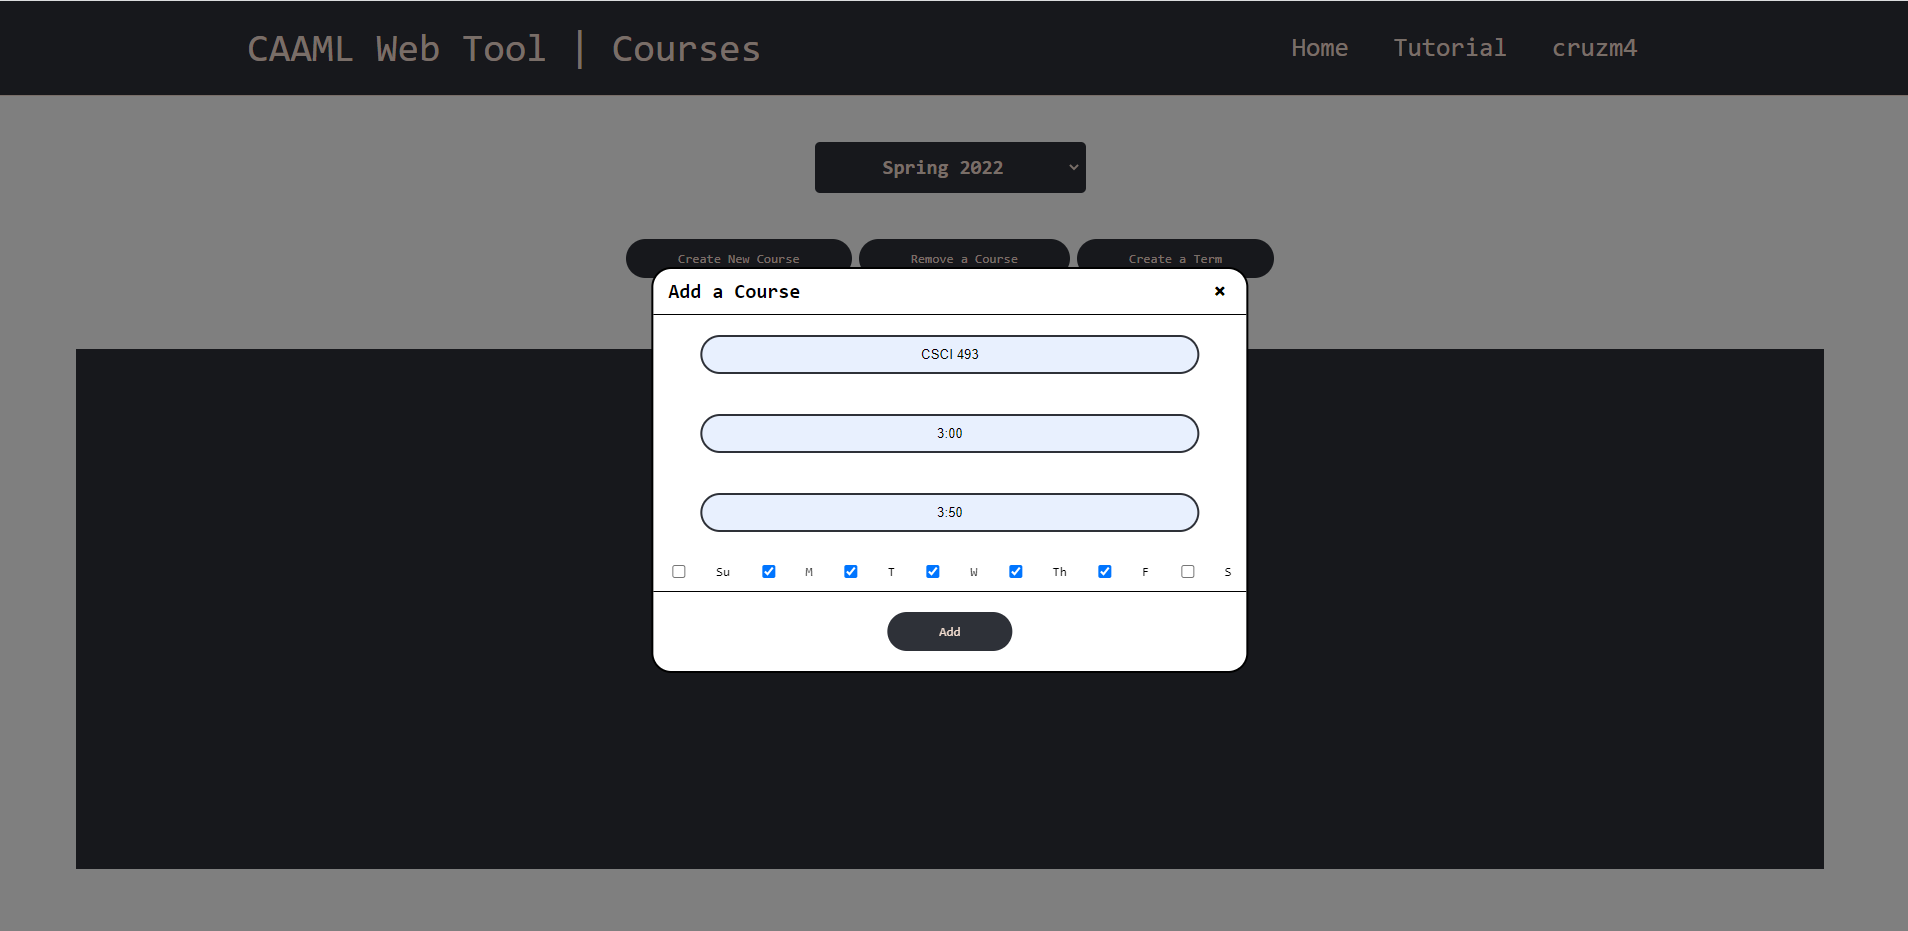 CAAML Web Tool | Courses Home Tutorial cruzm4
Spring 2022
Create New Course Remove a Course Create a Term
Add a Course ×
CSCI 493
3:00
3:50
Su M T W Th F S
Add